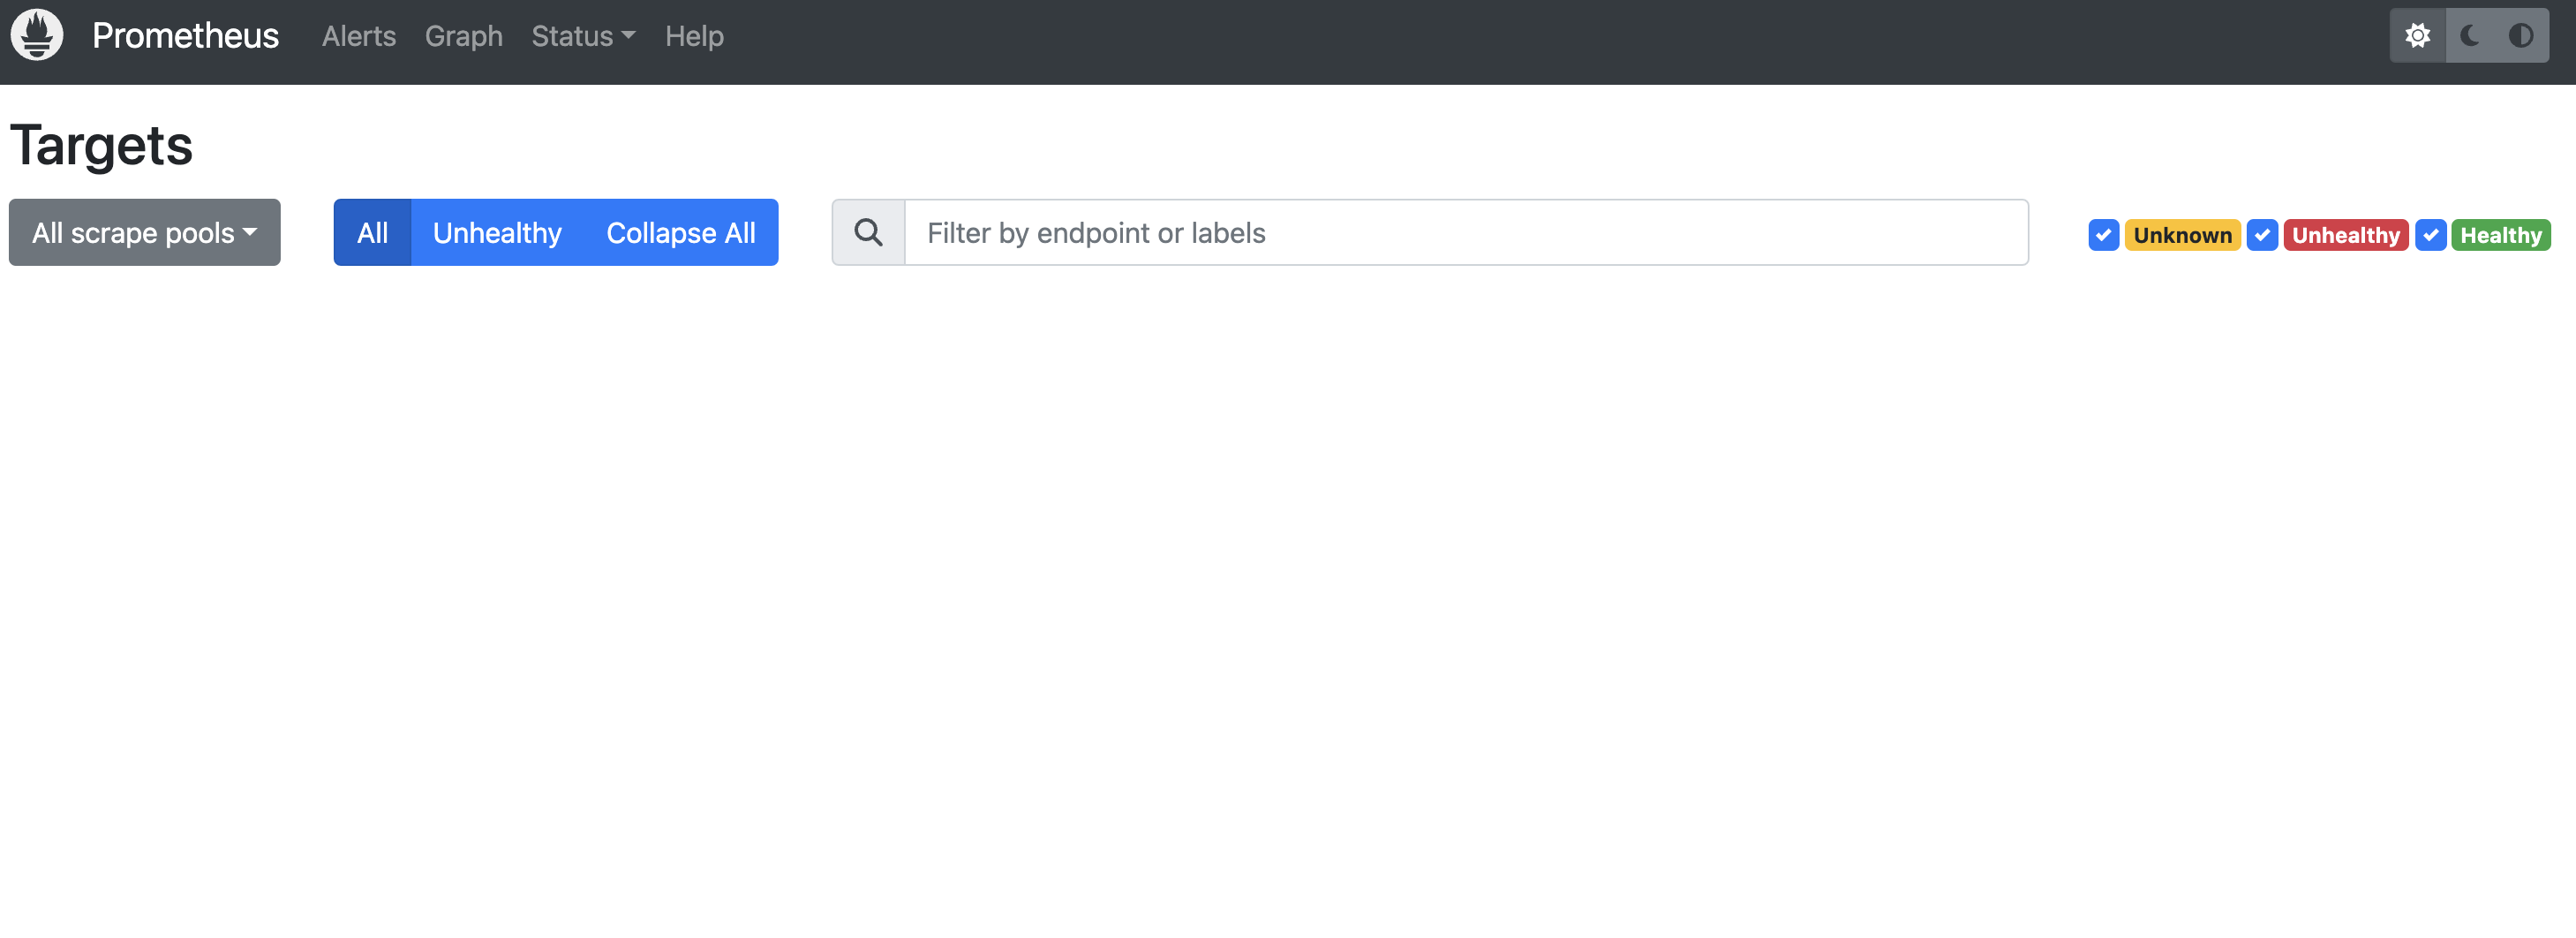 Prometheus Alerts Graph Status Help
Targets
All scrape pools All Unhealthy Collapse All Filter by endpoint or labels Unknown Unhealthy Healthy